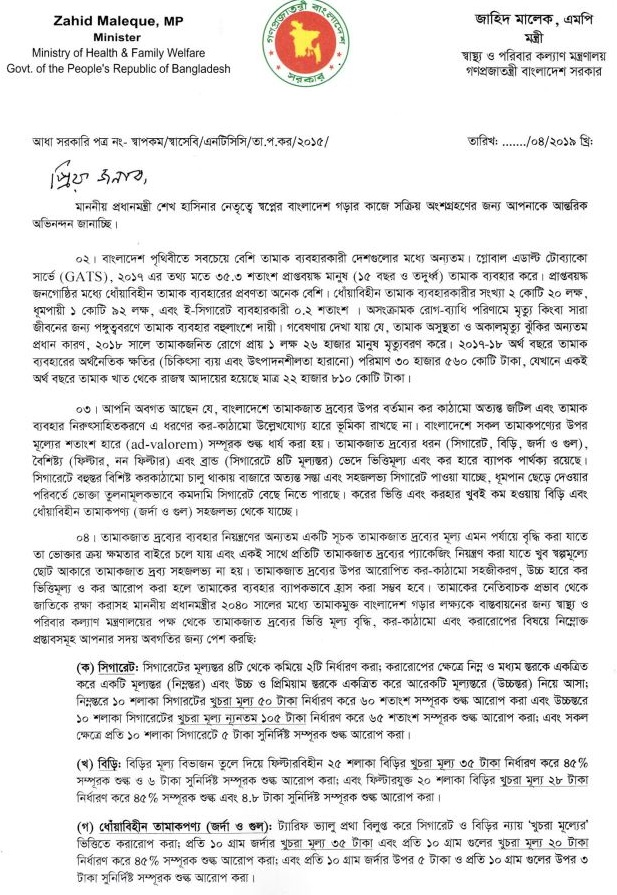 Zahid Maleque, MP
Minister
Ministry of Health & Family Welfare
Govt. of the People's Republic of Bangladesh
গণপ্রজাতন্ত্রী বাংলাদেশ
সরকার
জাহিদ মালেক, এমপি
মন্ত্রী
স্বাস্থ্য ও পরিবার কল্যাণ মন্ত্রণালয়
গণপ্রজাতন্ত্রী বাংলাদেশ সরকার
আধা সরকারি পত্র নং- স্বাপকম/স্বাসেবি/এনটিসিসি/তা.প.কর/২০১৫/
তারিখ: ......./০৪/২০১৯ খ্রি:
প্রিয় জনাব,
মাননীয় প্রধানমন্ত্রী শেখ হাসিনার নেতৃত্বে স্বপ্নের বাংলাদেশ গড়ার কাজে সক্রিয় অংশগ্রহণের জন্য আপনাকে আন্তরিক
অভিনন্দন জানাচ্ছি।
০২। বাংলাদেশ পৃথিবীতে সবচেয়ে বেশি তামাক ব্যবহারকারী দেশগুলোর মধ্যে অন্যতম। গ্লোবাল এডাল্ট টোব্যাকো
সার্ভে (GATS), ২০১৭ এর তথ্য মতে ৩৫.৩ শতাংশ প্রাপ্তবয়স্ক মানুষ (১৫ বছর ও তদুর্ধ্ব) তামাক ব্যবহার করে। প্রাপ্তবয়স্ক
জনগোষ্ঠির মধ্যে ধোঁয়াবিহীন তামাক ব্যবহারের প্রবণতা অনেক বেশি। ধোঁয়াবিহীন তামাক ব্যবহারকারীর সংখ্যা ২ কোটি ২০ লক্ষ,
ধূমপায়ী ১ কোটি ৯২ লক্ষ, এবং ই-সিগারেট ব্যবহারকারী ০.২ শতাংশ। অসংক্রামক রোগ-ব্যাধি পরিণামে মৃত্যু কিংবা সারা
জীবনের জন্য পঙ্গুত্ববরণে তামাক ব্যবহার বহুলাংশে দায়ী। গবেষণায় দেখা যায় যে, তামাক অসুস্থতা ও অকালমৃত্যু ঝুঁকির অন্যতম
প্রধান কারণ, ২০১৮ সালে তামাকজনিত রোগে প্রায় ১ লক্ষ ২৬ হাজার মানুষ মৃত্যুবরণ করে। ২০১৭-১৮ অর্থ বছরে তামাক
ব্যবহারের অর্থনৈতিক ক্ষতির (চিকিৎসা ব্যয় এবং উৎপাদনশীলতা হারানো) পরিমাণ ৩০ হাজার ৫৬০ কোটি টাকা, যেখানে একই
অর্থ বছরে তামাক খাত থেকে রাজস্ব আদায়ের হয়েছে মাত্র ২২ হাজার ৮১০ কোটি টাকা।
০৩। আপনি অবগত আছেন যে, বাংলাদেশে তামাকজাত দ্রব্যের উপর বর্তমান কর কাঠামো অত্যন্ত জটিল এবং তামাক
ব্যবহার নিরুৎসাহিতকরণে এ ধরণের কর-কাঠামো উল্লেখযোগ্য হারে ভূমিকা রাখছে না। বাংলাদেশে সকল তামাকপণ্যের উপর
মূল্যের শতাংশ হারে (ad-valorem) সম্পূরক শুল্ক ধার্য করা হয়। তামাকজাত দ্রব্যের ধরন (সিগারেট, বিড়ি, জর্দা ও গুল),
বৈশিষ্ট্য (ফিল্টার, নন ফিল্টার) এবং ব্রান্ড (সিগারেটে ৪টি মূল্যস্তর) ভেদে ভিত্তিমূল্য এবং কর হারে ব্যাপক পার্থক্য রয়েছে।
সিগারেটে বহুস্তর বিশিষ্ট করকাঠামো চালু থাকায় বাজারে অত্যন্ত সস্তা এবং সহজলভ্য সিগারেট পাওয়া যাচ্ছে, ধূমপান ছেড়ে দেওয়ার
পরিবর্তে ভোক্তা তুলনামূলকভাবে কমদামি সিগারেট বেছে নিতে পারছে। করের ভিত্তি এবং করহার খুবই কম হওয়ায় বিড়ি এবং
ধোঁয়াবিহীন তামাকপণ্য (জর্দা ও গুল) সহজলভ্য থেকে যাচ্ছে।
০৪। তামাকজাত দ্রব্যের ব্যবহার নিয়ন্ত্রণের অন্যতম একটি সূচক তামাকজাত দ্রব্যের মূল্য এমন পর্যায়ে বৃদ্ধি করা যাতে
তা ভোক্তার ক্রয় ক্ষমতার বাইরে চলে যায় এবং একই সাথে প্রতিটি তামাকজাত দ্রব্যের প্যাকেজিং নিয়ন্ত্রণ করা যাতে খুব স্বল্পমূল্যে
ছোট আকারে তামাকজাত দ্রব্য সহজলভ্য না হয়। তামাকজাত দ্রব্যের উপর আরোপিত কর-কাঠামো সহজীকরণ, উচ্চ হারে কর
ভিত্তিমূল্য ও কর আরোপ করা হলে তামাকের ব্যবহার ব্যাপকভাবে হ্রাস করা সম্ভব হবে। তামাকের নেতিবাচক প্রভাব থেকে
জাতিকে রক্ষা করাসহ মাননীয় প্রধানমন্ত্রীর ২০৪০ সালের মধ্যে তামাকমুক্ত বাংলাদেশ গড়ার লক্ষ্যকে বাস্তবায়নের জন্য স্বাস্থ্য ও
পরিবার কল্যাণ মন্ত্রণালয়ের পক্ষ থেকে তামাকজাত দ্রব্যের ভিত্তি মূল্য বৃদ্ধি, কর-কাঠামো এবং করারোপের বিষয়ে নিম্নোক্ত
প্রস্তাবসমূহ আপনার সদয় অবগতির জন্য পেশ করছি:
(ক) সিগারেট: সিগারেটের মূল্যস্তর ৪টি থেকে কমিয়ে ২টি নির্ধারণ করা; করারোপের ক্ষেত্রে নিম্ন ও মধ্যম স্তরকে একত্রিত
করে একটি মূল্যস্তর (নিম্নস্তর) এবং উচ্চ ও প্রিমিয়াম স্তরকে একত্রিত করে আরেকটি মূল্যস্তরে (উচ্চস্তর) নিয়ে আসা;
নিম্নস্তরে ১০ শলাকা সিগারেটের খুচরা মূল্য ৫০ টাকা নির্ধারণ করে ৬০ শতাংশ সম্পূরক শুল্ক আরোপ করা এবং উচ্চস্তরে
১০ শলাকা সিগারেটের খুচরা মূল্য ন্যূনতম ১০৫ টাকা নির্ধারণ করে ৬৫ শতাংশ সম্পূরক শুল্ক আরোপ করা; এবং সকল
ক্ষেত্রে প্রতি ১০ শলাকা সিগারেটে ৫ টাকা সুনির্দিষ্ট সম্পূরক শুল্ক আরোপ করা।
(খ) বিড়ি: বিড়ির মূল্য বিভাজন তুলে দিয়ে ফিল্টারবিহীন ২৫ শলাকা বিড়ির খুচরা মূল্য ৩৫ টাকা নির্ধারণ করে ৪৫%
সম্পূরক শুল্ক ও ৬ টাকা সুনির্দিষ্ট সম্পূরক শুল্ক আরোপ করা; এবং ফিল্টারযুক্ত ২০ শলাকা বিড়ির খুচরা মূল্য ২৮ টাকা
নির্ধারণ করে ৪৫% সম্পূরক শুল্ক এবং ৪.৮ টাকা সুনির্দিষ্ট সম্পূরক শুল্ক আরোপ করা।
(গ) ধোঁয়াবিহীন তামাকপণ্য (জর্দা ও গুল): ট্যারিফ ভ্যালু প্রথা বিলুপ্ত করে সিগারেট ও বিড়ির ন্যায় 'খুচরা মূল্যের'
ভিত্তিতে করারোপ করা; প্রতি ১০ গ্রাম জর্দার খুচরা মূল্য ৩৫ টাকা এবং প্রতি ১০ গ্রাম গুলের খুচরা মূল্য ২০ টাকা
নির্ধারণ করে ৪৫% সম্পূরক শুল্ক আরোপ করা; এবং প্রতি ১০ গ্রাম জর্দার উপর ৫ টাকা ও প্রতি ১০ গ্রাম গুলের উপর ৩
টাকা সুনির্দিষ্ট সম্পূরক শুল্ক আরোপ করা।